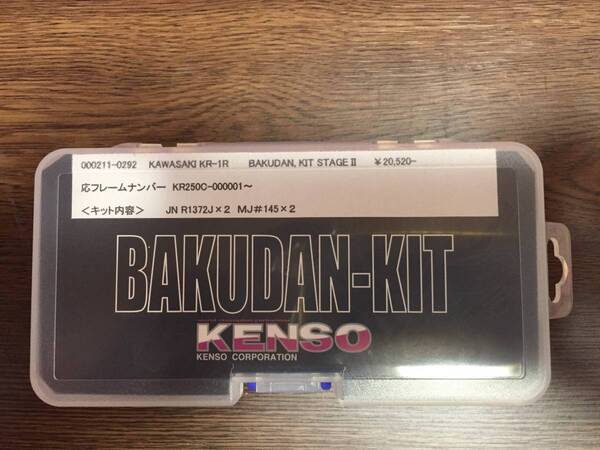 000211-0292 KAWASAKI KR-1R BAKUDAN, KIT STAGE Ⅱ ￥20,520-
応フレームナンバー KR250C-000001～
＜キット内容＞ JN R1372J×2 MJ#145×2
BAKUDAN-KIT
KENSO
KENSO CORPORATION